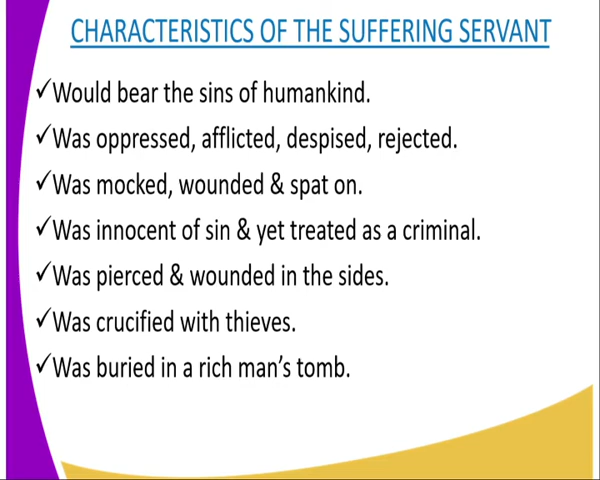 CHARACTERISTICS OF THE SUFFERING SERVANT
✓Would bear the sins of humankind.
✓Was oppressed, afflicted, despised, rejected.
✓Was mocked, wounded & spat on.
✓Was innocent of sin & yet treated as a criminal.
✓Was pierced & wounded in the sides.
✓Was crucified with thieves.
✓Was buried in a rich man’s tomb.